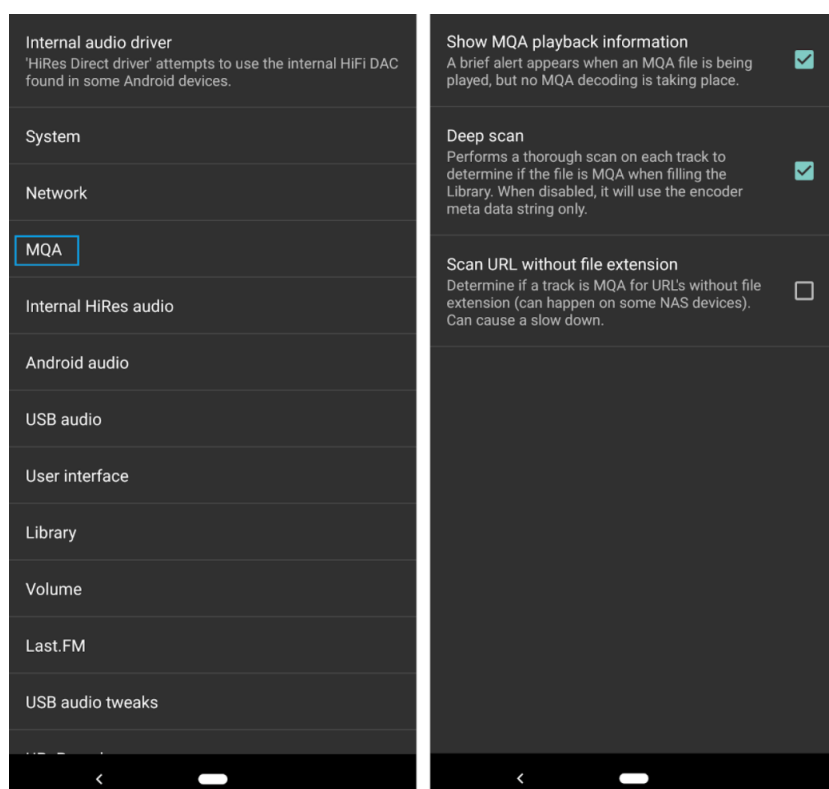 Internal audio driver
'HiRes Direct driver' attempts to use the internal HiFi DAC
found in some Android devices.
System
Network
MQA
Internal HiRes audio
Android audio
USB audio
User interface
Library
Volume
Last.FM
USB audio tweaks
Show MQA playback information
A brief alert appears when an MQA file is being
played, but no MQA decoding is taking place.
Deep scan
Performs a thorough scan on each track to
determine if the file is MQA when filling the
Library. When disabled, it will use the encoder
meta data string only.
Scan URL without file extension
Determine if a track is MQA for URL's without file
extension (can happen on some NAS devices).
Can cause a slow down.